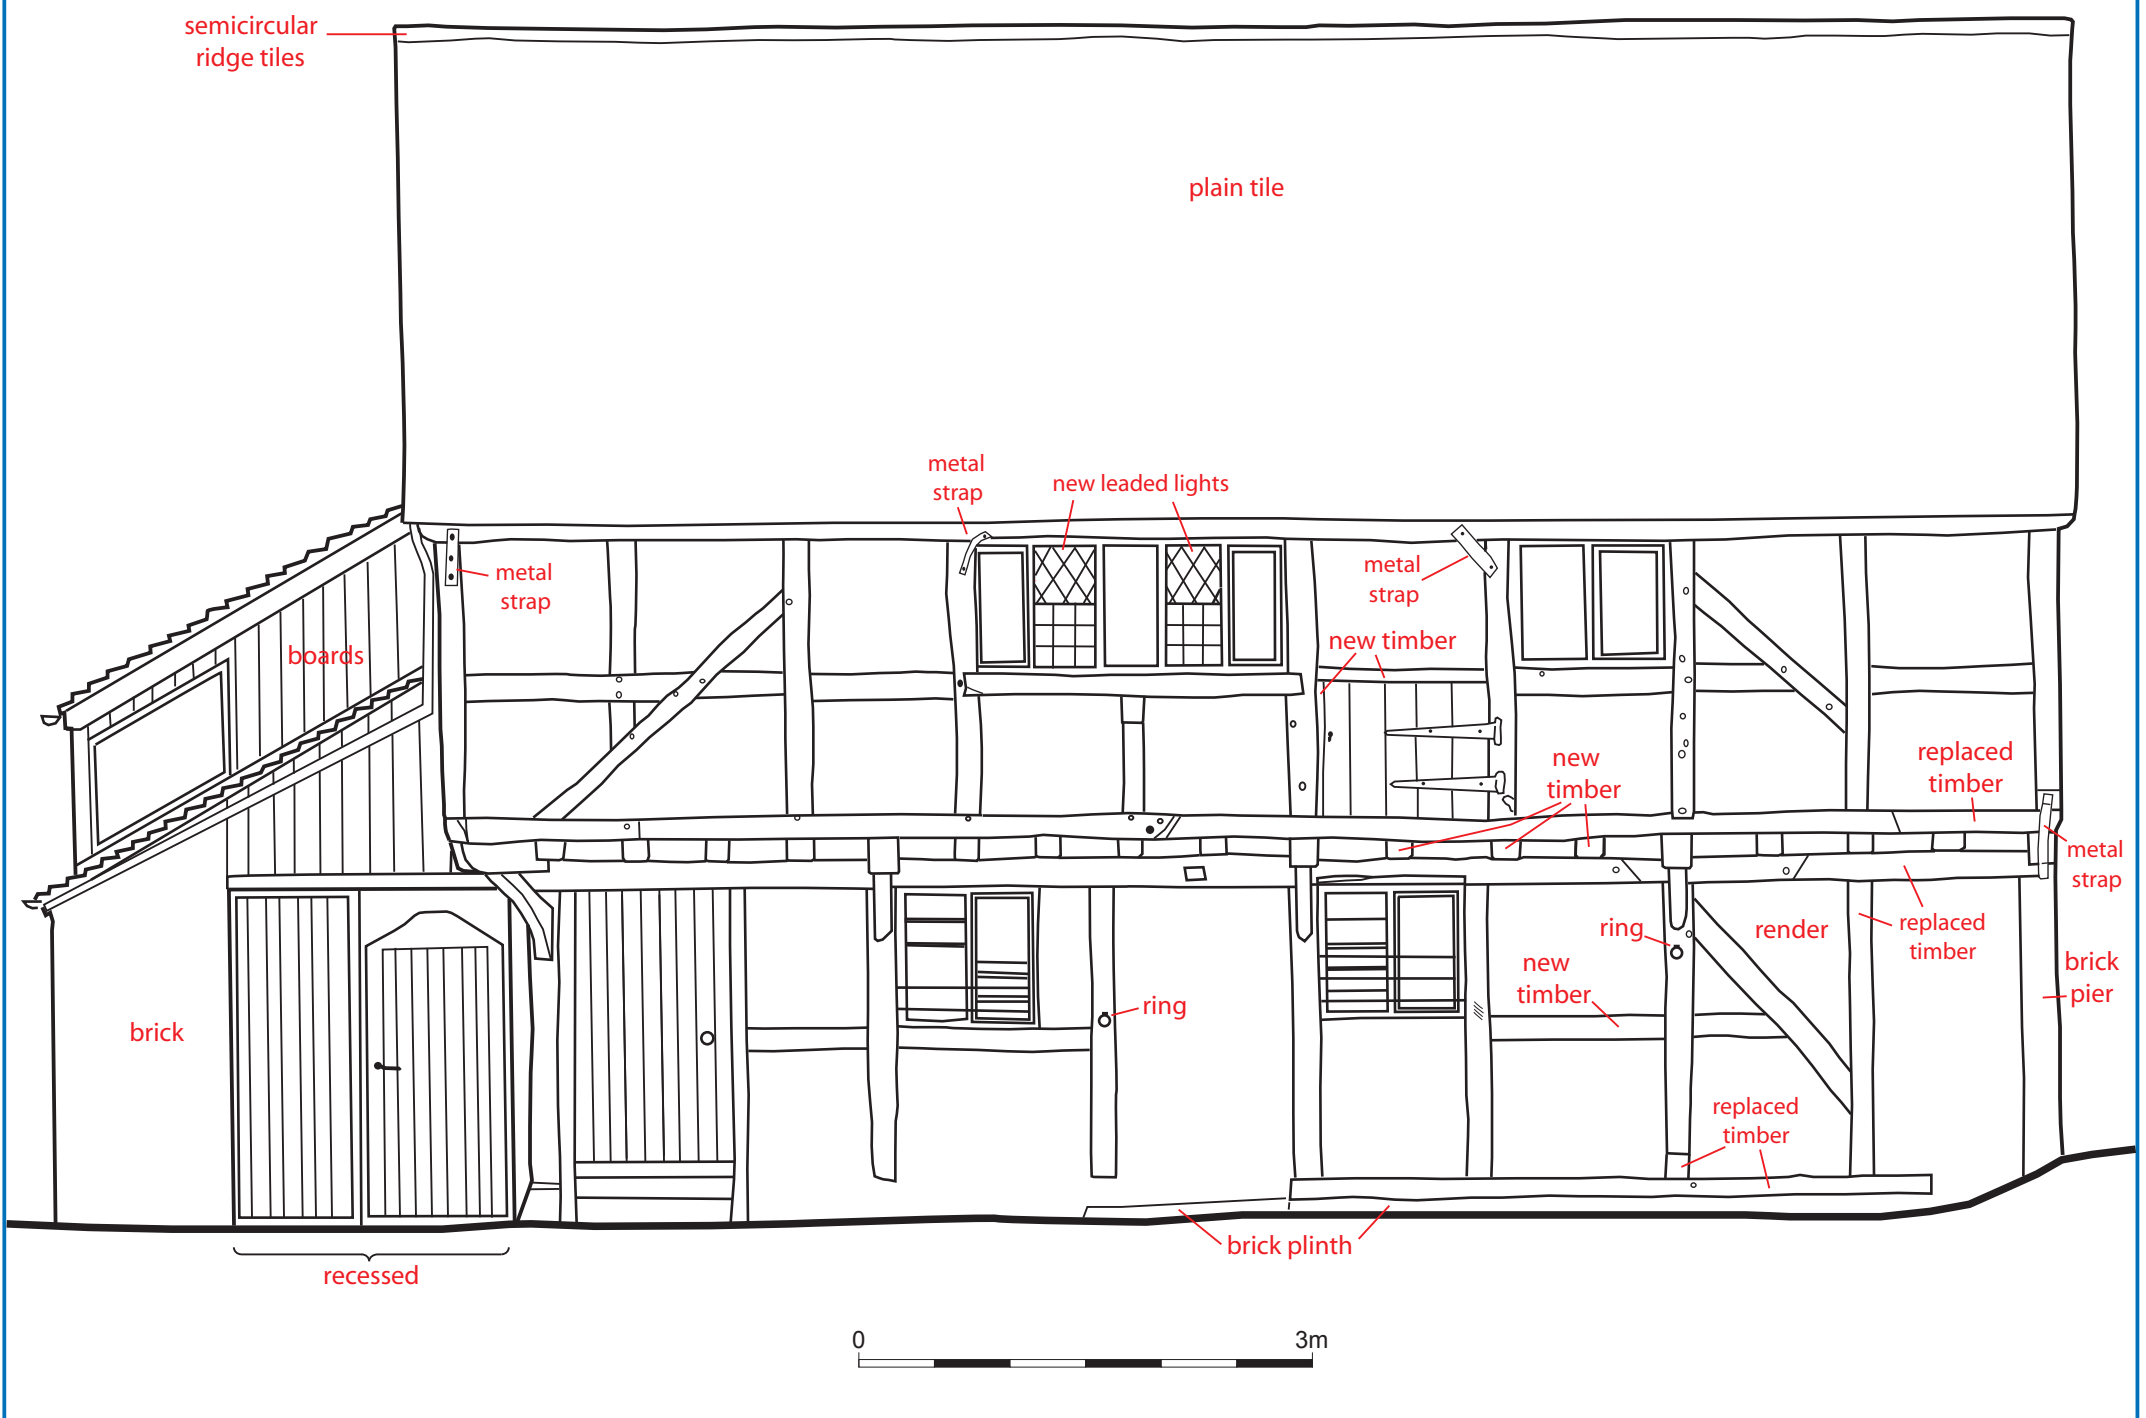 semicircular
ridge tiles
plain tile
metal
strap
new leaded lights
metal
strap
metal
strap
boards
new timber
new
timber
replaced
timber
metal
strap
ring
render
replaced
timber
new
timber
brick
pier
ring
brick
replaced
timber
brick plinth
recessed
0
3m